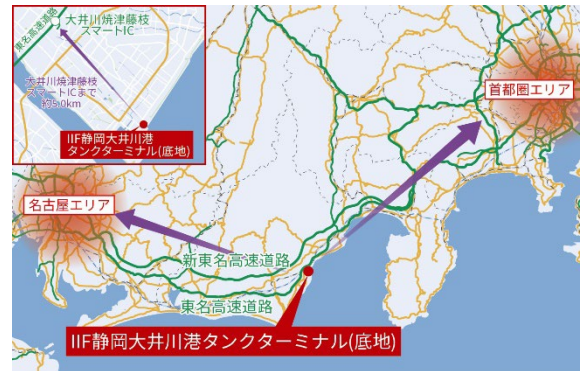 東名高速道路
大井川焼津藤枝
スマートIC
大井川焼津藤枝
スマートICまで
約5.0km
IIF静岡大井川港
タンクターミナル(底地)
首都圏エリア
名古屋エリア
新東名高速道路
東名高速道路
IIF静岡大井川港タンクターミナル(底地)